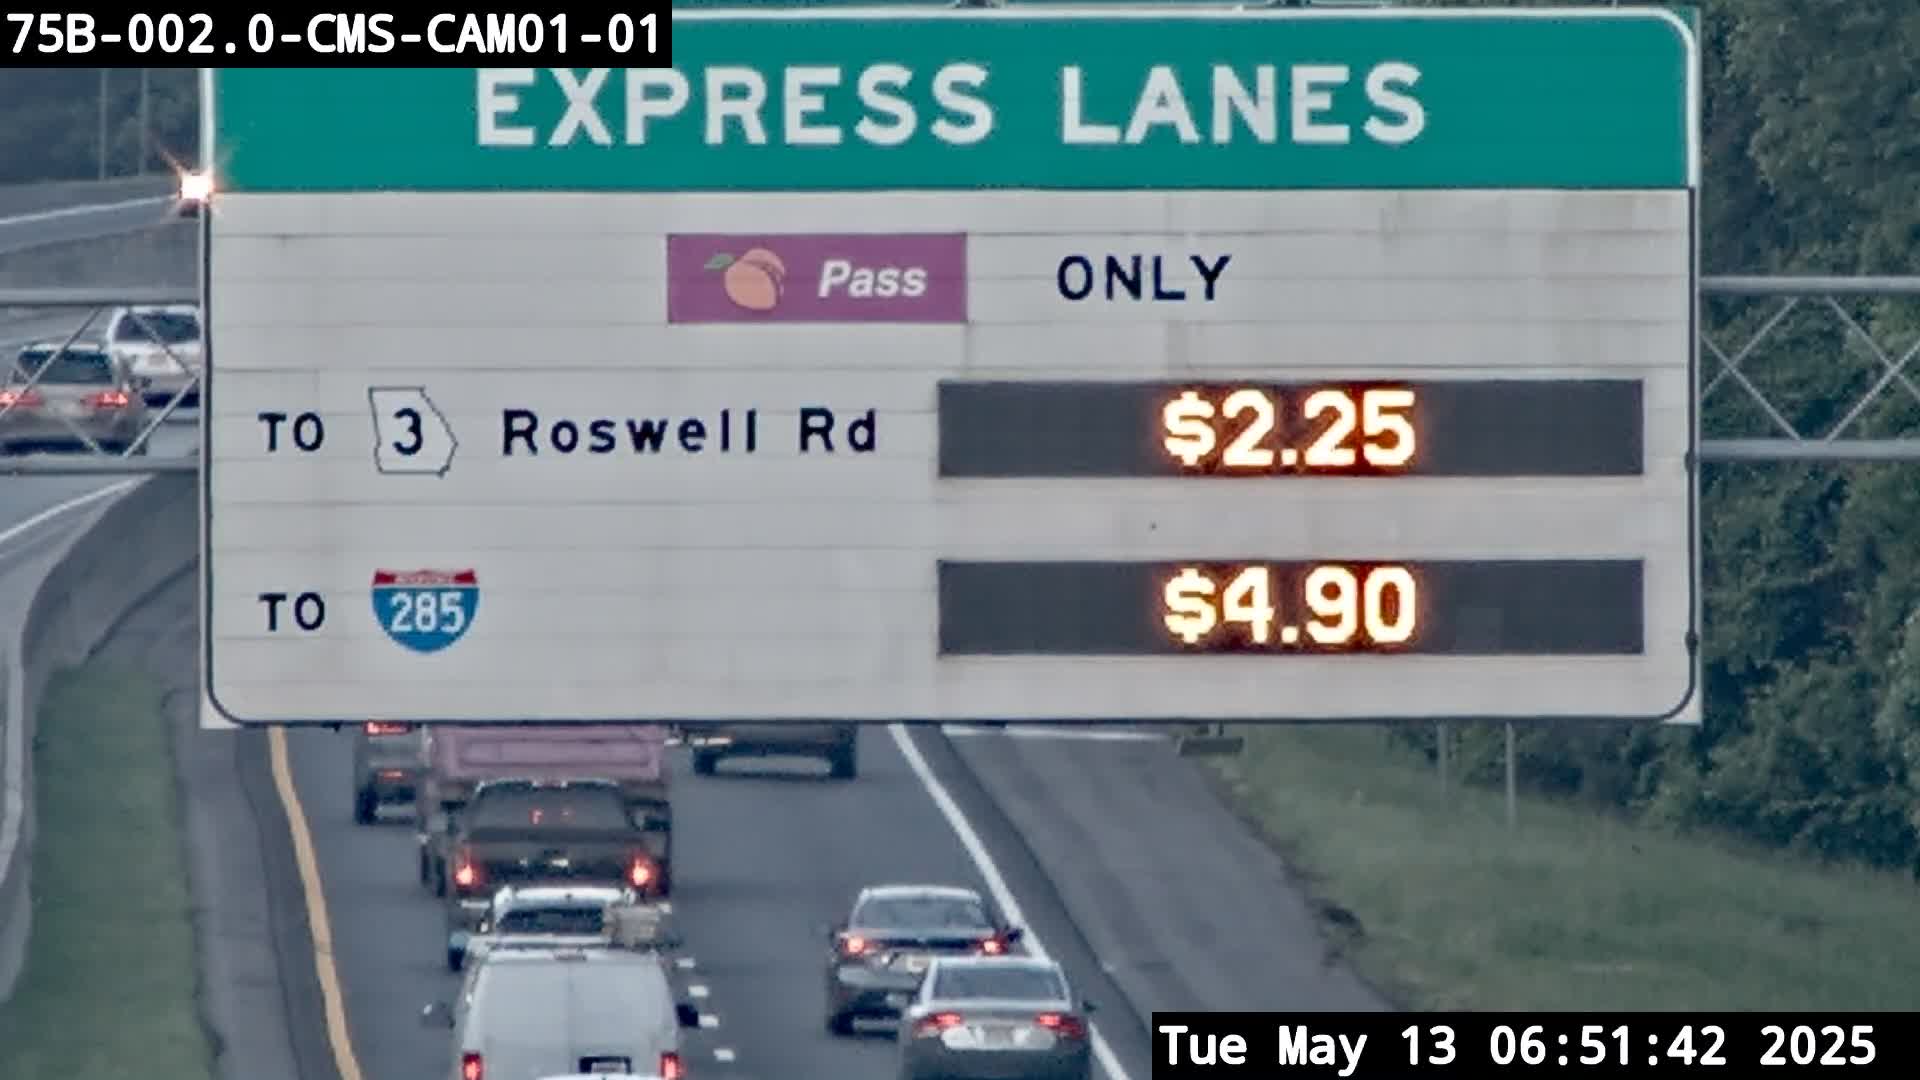 75B-002.0-CMS-CAM01-01
EXPRESS LANES
Pass ONLY
TO 3 Roswell Rd $2.25
TO 285 $4.90
Tue May 13 06:51:42 2025